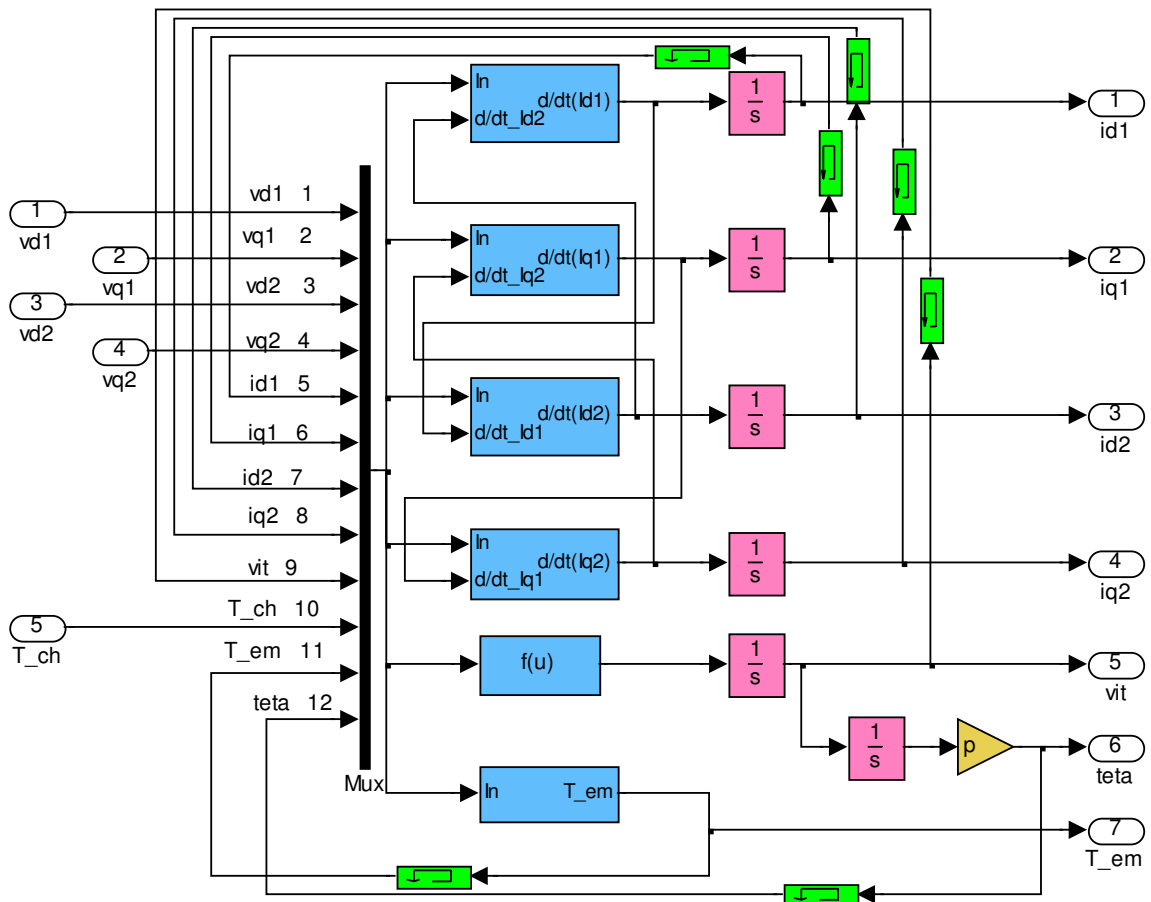 In
d/dt(Id1)
d/dt_Id2
1
s
1
id1
1
vd1
vd1 1
2
vq1
vq1 2
3
vd2
vd2 3
4
vq2
vq2 4
id1 5
iq1 6
id2 7
iq2 8
vit 9
5
T_ch
T_ch 10
T_em 11
teta 12
Mux
In
d/dt(Iq1)
d/dt_Iq2
1
s
2
iq1
In
d/dt(Id2)
d/dt_Id1
1
s
3
id2
In
d/dt(Iq2)
d/dt_Iq1
1
s
4
iq2
f(u)
1
s
5
vit
1
s
p
6
teta
In T_em
7
T_em